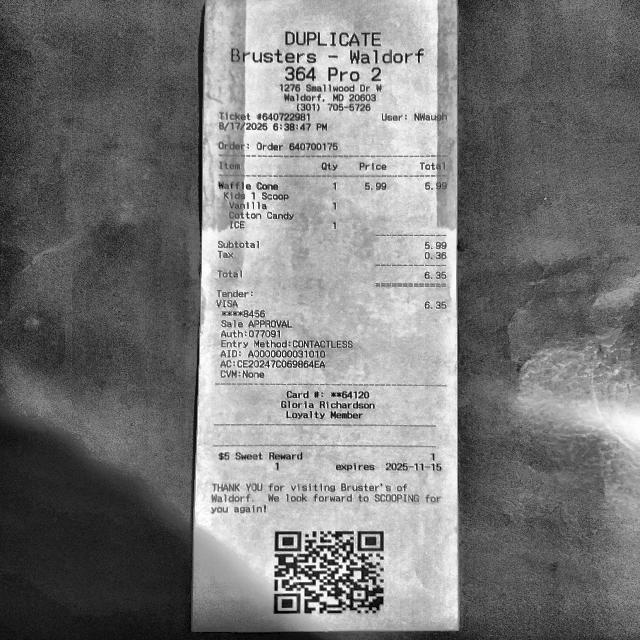 DUPLICATE
Brusters - Waldorf
364 Pro 2
1276 Smallwood Dr W
Waldorf, MD 20603
(301) 705-5726
Ticket #640722981 User: NWaugh
8/17/2025 6:38:47 PM
Order: Order 640700175
Item Qty Price Total
Waffle Cone 1 5.99 5.99
Kids 1 Scoop
Vanilla 1
Cotton Candy
ICE 1
Subtotal 5.99
Tax 0.36
Total 6.35
Tender:
VISA 6.35
****8456
Sale APPROVAL
Auth:077091
Entry Method:CONTACTLESS
AID: A0000000031010
AC:CE20247C069864EA
CVM:None
Card #: **64120
Gloria Richardson
Loyalty Member
$5 Sweet Reward 1
1 expires 2025-11-15
THANK YOU for visiting Bruster's of
Waldorf. We look forward to SCOOPING for
you again!